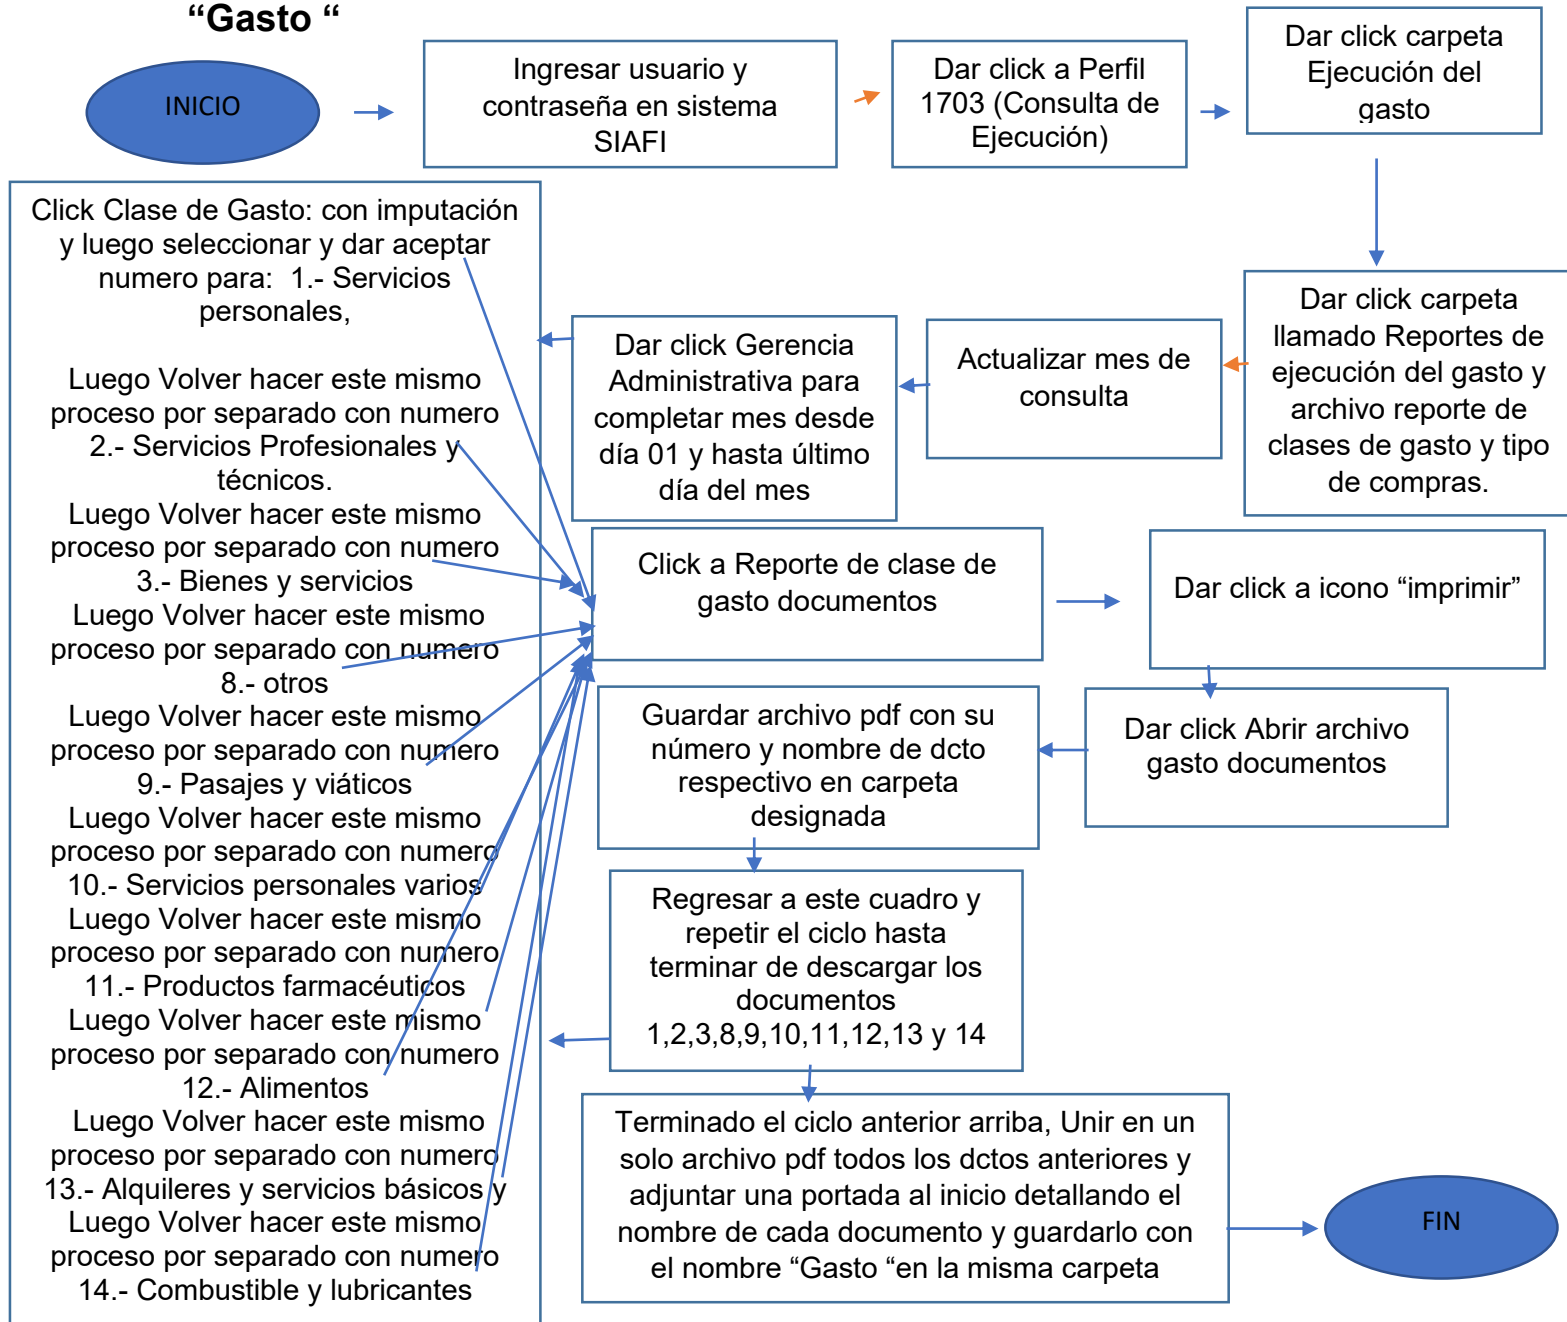 “Gasto “
INICIO
Ingresar usuario y
contraseña en sistema
SIAFI
Dar click a Perfil
1703 (Consulta de
Ejecución)
Dar click carpeta
Ejecución del
gasto
Dar click carpeta
llamado Reportes de
ejecución del gasto y
archivo reporte de
clases de gasto y tipo
de compras.
Actualizar mes de
consulta
Dar click Gerencia
Administrativa para
completar mes desde
día 01 y hasta último
día del mes
Click Clase de Gasto: con imputación
y luego seleccionar y dar aceptar
numero para:  1.- Servicios
personales,
Luego Volver hacer este mismo
proceso por separado con numero
2.- Servicios Profesionales y
técnicos.
Luego Volver hacer este mismo
proceso por separado con numero
3.- Bienes y servicios
Luego Volver hacer este mismo
proceso por separado con numero
8.- otros
Luego Volver hacer este mismo
proceso por separado con numero
9.- Pasajes y viáticos
Luego Volver hacer este mismo
proceso por separado con numero
10.- Servicios personales varios
Luego Volver hacer este mismo
proceso por separado con numero
11.- Productos farmacéuticos
Luego Volver hacer este mismo
proceso por separado con numero
12.- Alimentos
Luego Volver hacer este mismo
proceso por separado con numero
13.- Alquileres y servicios básicos y
Luego Volver hacer este mismo
proceso por separado con numero
14.- Combustible y lubricantes
Click a Reporte de clase de
gasto documentos
Dar click a icono “imprimir”
Dar click Abrir archivo
gasto documentos
Guardar archivo pdf con su
número y nombre de dcto
respectivo en carpeta
designada
Regresar a este cuadro y
repetir el ciclo hasta
terminar de descargar los
documentos
1,2,3,8,9,10,11,12,13 y 14
Terminado el ciclo anterior arriba, Unir en un
solo archivo pdf todos los dctos anteriores y
adjuntar una portada al inicio detallando el
nombre de cada documento y guardarlo con
el nombre “Gasto “en la misma carpeta
FIN